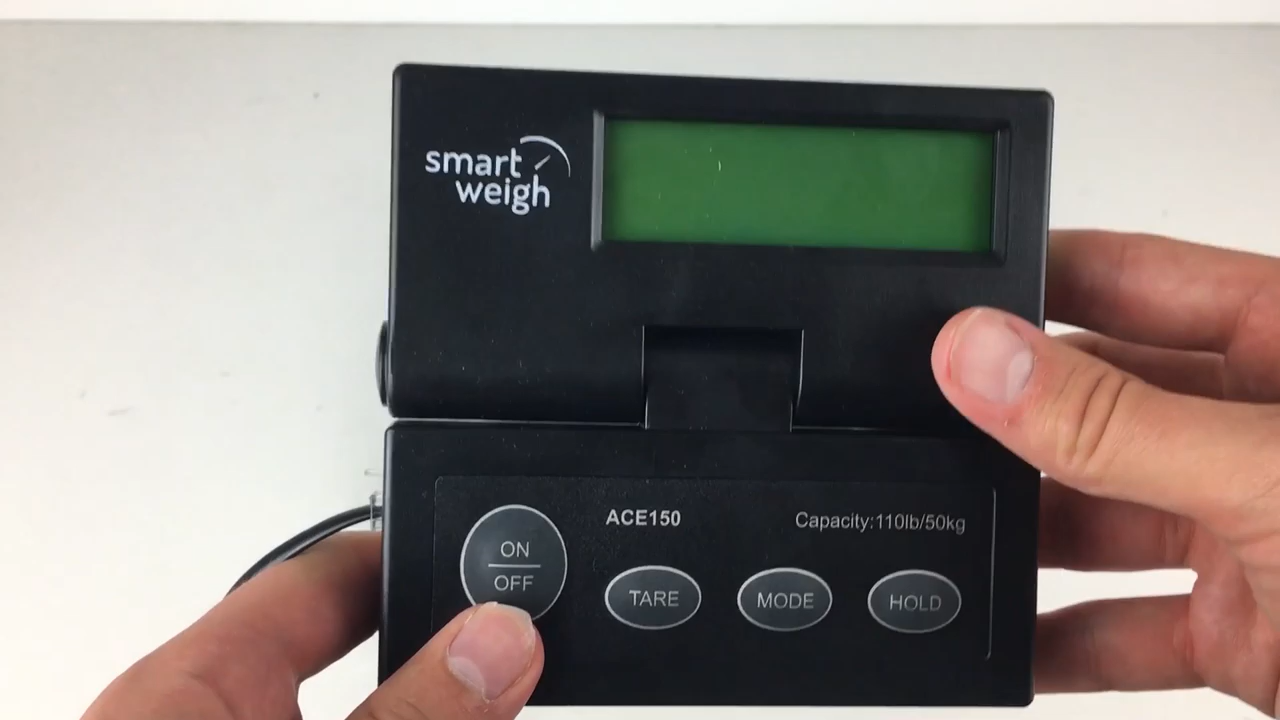 smart
weigh
ACE150
Capacity:110lb/50kg
ON
OFF
TARE
MODE
HOLD